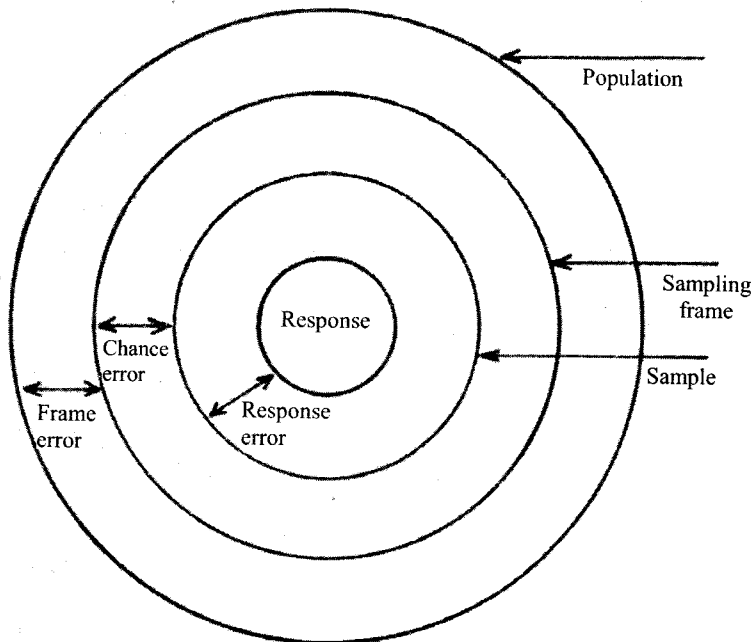 Population
Sampling
frame
Response
Chance
error
Sample
Frame
error
Response
error